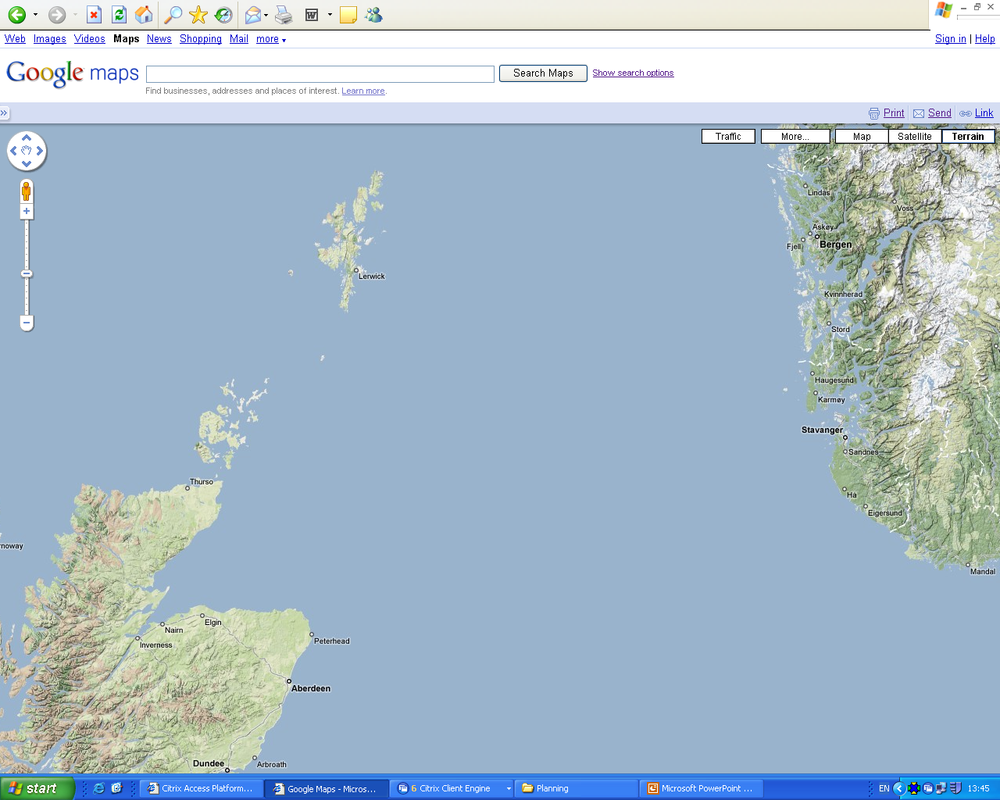 Web Images Videos Maps News Shopping Mail more
Sign in | Help
Google maps
Search Maps
Show search options
Find businesses, addresses and places of interest. Learn more.
Print Send Link
Traffic More... Map Satellite Terrain
Lindas
Voss
Askøy
Fjell
Bergen
Lerwick
Kvinnherad
Stord
Haugesund
Karmøy
Stavanger
Sandnes
Thurso
Hå
Eigersund
rnoway
Mandal
Elgin
Nairn
Inverness
Peterhead
Aberdeen
Dundee
Arbroath
start
Citrix Access Platform...
Google Maps - Micros...
6 Citrix Client Engine
Planning
Microsoft PowerPoint ...
EN
13:45